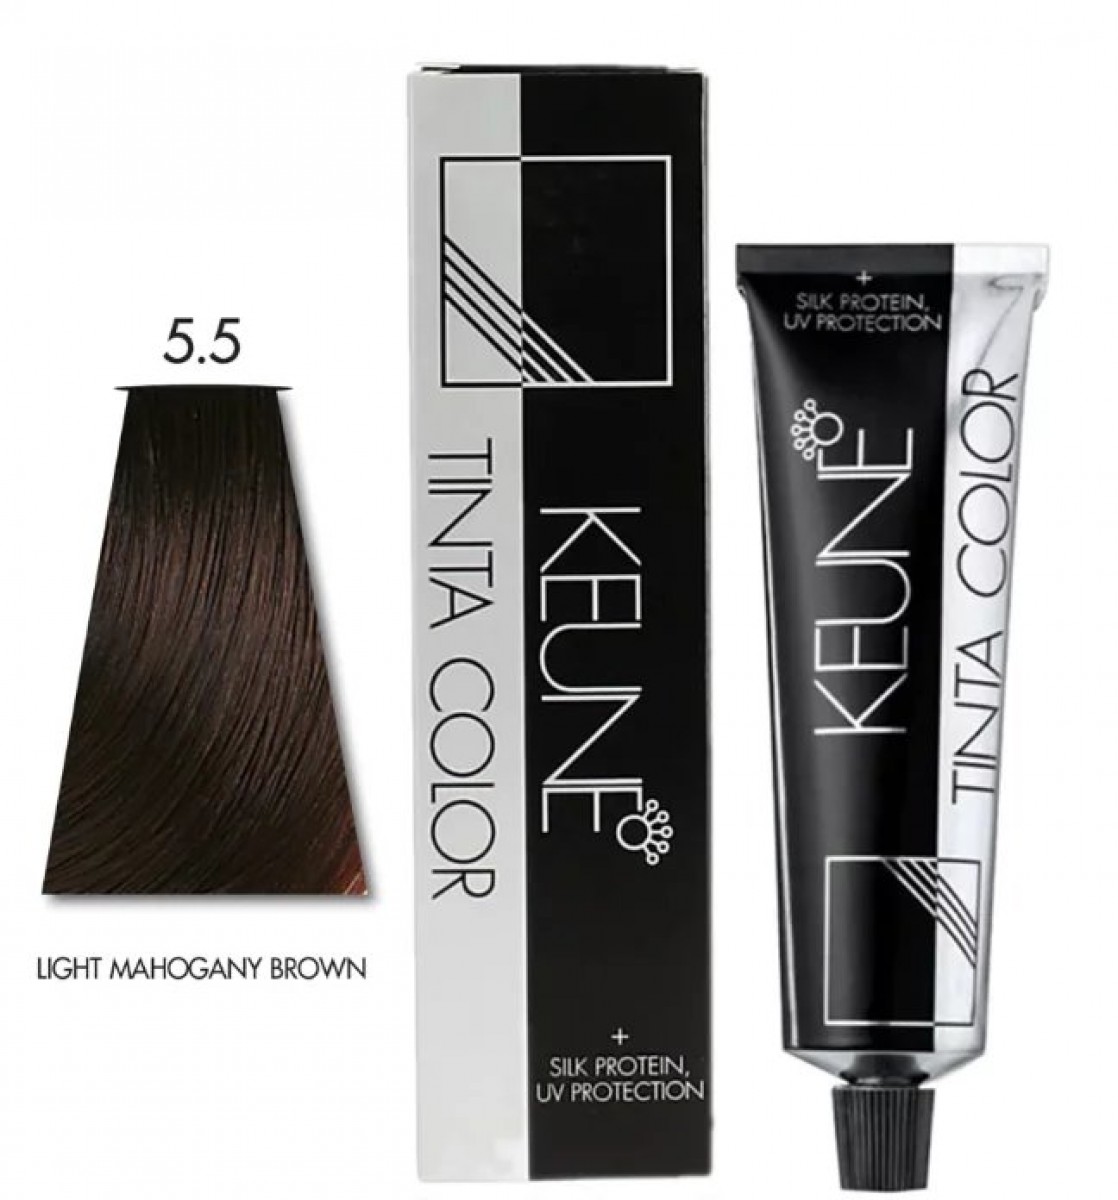 5.5
LIGHT MAHOGANY BROWN
TINTA COLOR
KEUNE
+
SILK PROTEIN,
UV PROTECTION
+
SILK PROTEIN,
UV PROTECTION
KEUNE
TINTA COLOR